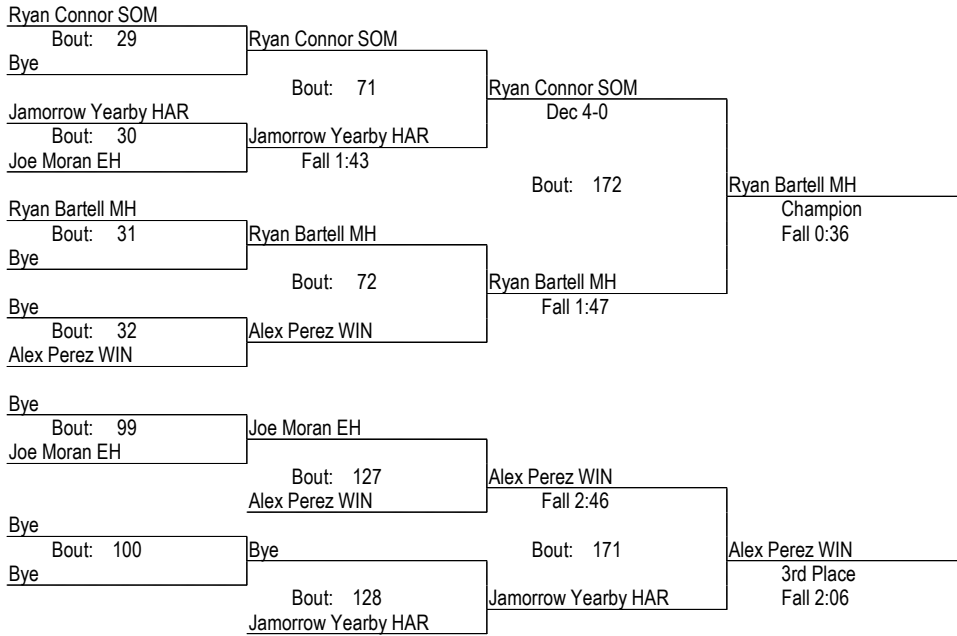 Ryan Connor SOM
Bout: 29
Bye
Ryan Connor SOM
Bout: 71
Jamorrow Yearby HAR
Bout: 30
Joe Moran EH
Jamorrow Yearby HAR
Fall 1:43
Ryan Connor SOM
Dec 4-0
Bout: 172
Ryan Bartell MH
Bout: 31
Bye
Ryan Bartell MH
Bout: 72
Bye
Bout: 32
Alex Perez WIN
Alex Perez WIN
Ryan Bartell MH
Fall 1:47
Ryan Bartell MH
Champion
Fall 0:36
Bye
Bout: 99
Joe Moran EH
Joe Moran EH
Bout: 127
Alex Perez WIN
Alex Perez WIN
Fall 2:46
Bout: 171
Bye
Bout: 100
Bye
Bye
Bout: 128
Jamorrow Yearby HAR
Jamorrow Yearby HAR
Alex Perez WIN
3rd Place
Fall 2:06